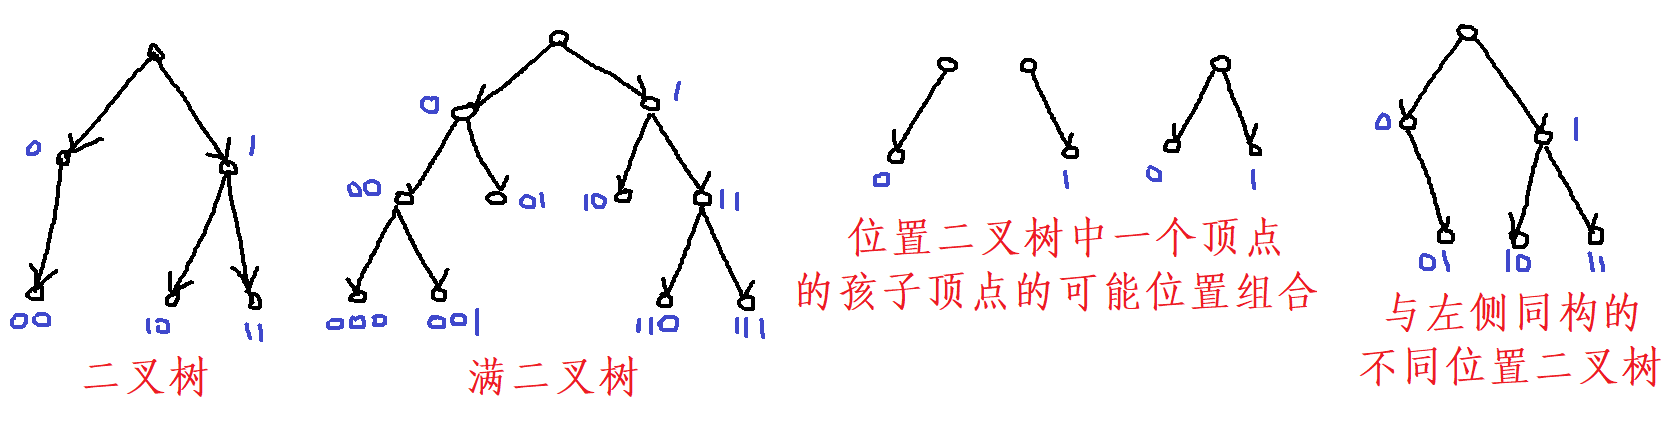 0 1
00 10 11
二叉树
0 1
00 01 10 11
000 001 110 111
满二叉树
0 1 0 1
位置二叉树中一个顶点
的孩子顶点的可能位置组合
0 1
01 10 11
与左侧同构的
不同位置二叉树